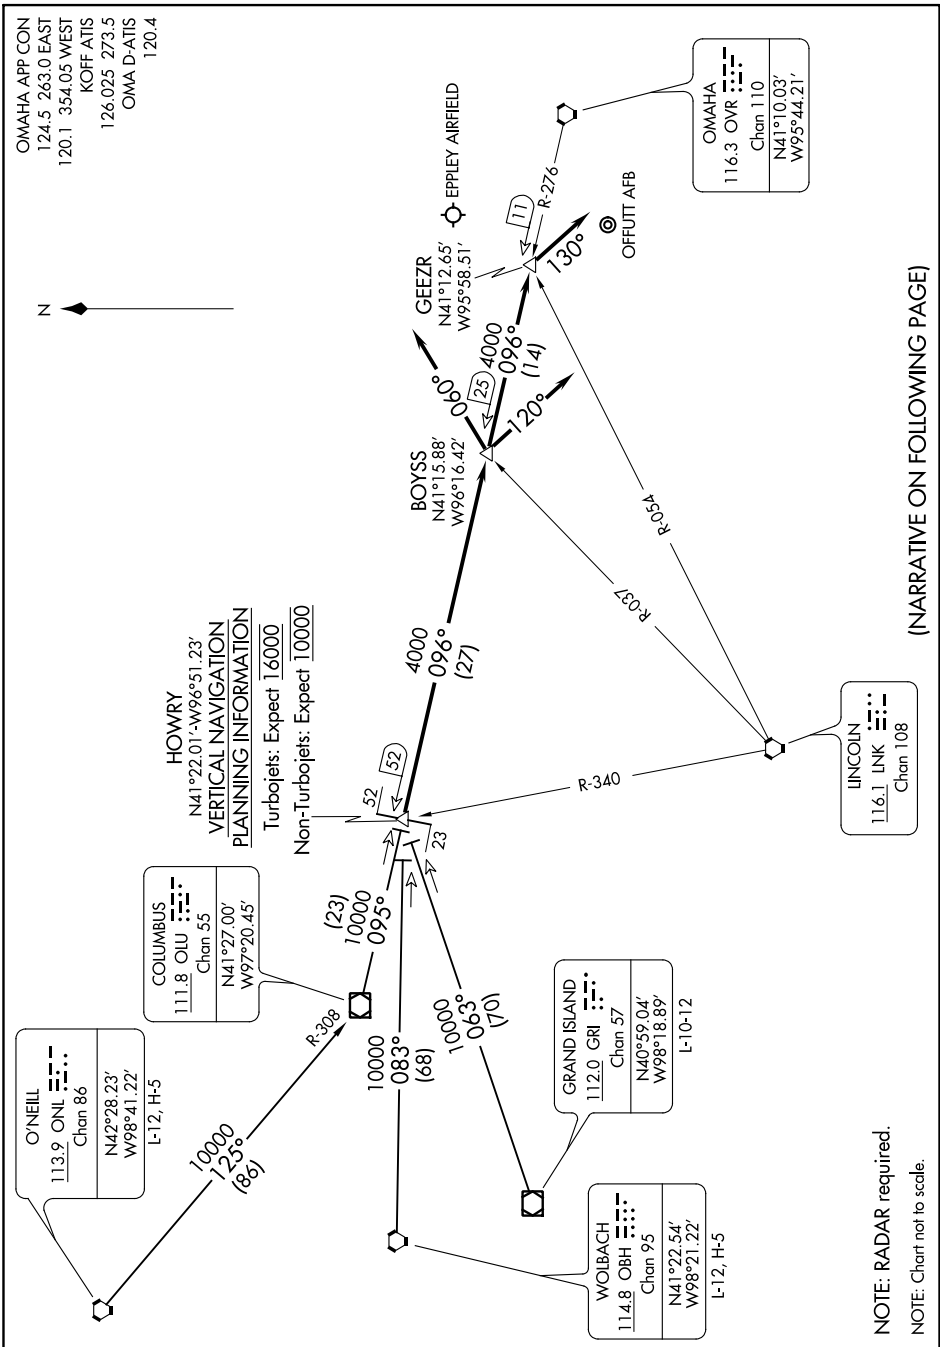 OMAHA APP CON
124.5 263.0 EAST
120.1 354.05 WEST
KOFF ATIS
126.025 273.5
OMA D-ATIS
120.4
N
O'NEILL
113.9 ONL
Chan 86
N42°28.23'
W98°41.22'
L-12, H-5
10000
125°
(86)
R-308
COLUMBUS
111.8 OLU
Chan 55
N41°27.00'
W97°20.45'
(23)
10000
095°
HOWRY
N41°22.01'-W96°51.23'
VERTICAL NAVIGATION
PLANNING INFORMATION
Turbojets: Expect 16000
Non-Turbojets: Expect 10000
52
52
23
10000
083°
(68)
10000
063°
(70)
WOLBACH
114.8 OBH
Chan 95
N41°22.54'
W98°21.22'
L-12, H-5
GRAND ISLAND
112.0 GRI
Chan 57
N40°59.04'
W98°18.89'
L-10-12
4000
096°
(27)
BOYSS
N41°15.88'
W96°16.42'
060°
25
120°
4000
096°
(14)
GEEZR
N41°12.65'
W95°58.51'
11
130°
EPPLEY AIRFIELD
OFFUTT AFB
R-276
OMAHA
116.3 OVR
Chan 110
N41°10.03'
W95°44.21'
R-340
R-037
R-054
LINCOLN
116.1 LNK
Chan 108
NOTE: RADAR required.
NOTE: Chart not to scale.
(NARRATIVE ON FOLLOWING PAGE)